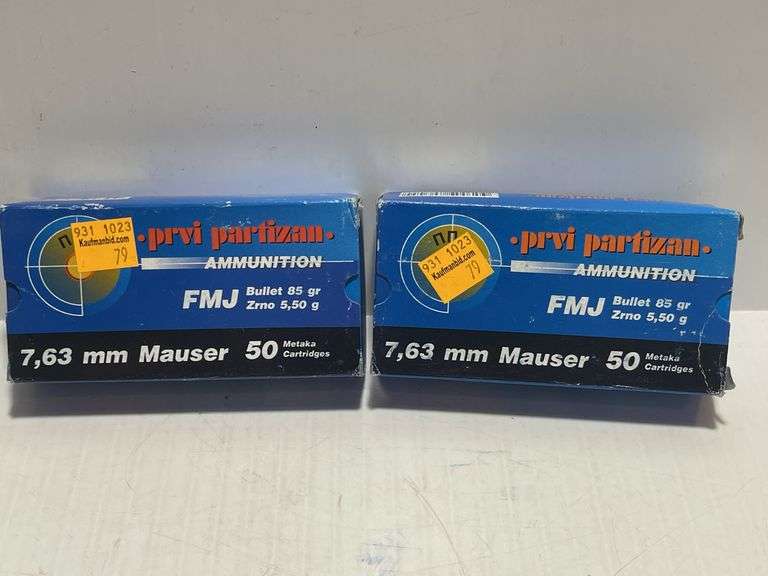 931 1023
Kaufmanbid.com
79
ПП
•prvi partizan•
AMMUNITION
FMJ Bullet 85 gr
Zrno 5,50 g
7,63 mm Mauser 50 Metaka
Cartridges
931 1023
Kaufmanbid.com
79
ПП
•prvi partizan•
AMMUNITION
FMJ Bullet 85 gr
Zrno 5,50 g
7,63 mm Mauser 50 Metaka
Cartridges